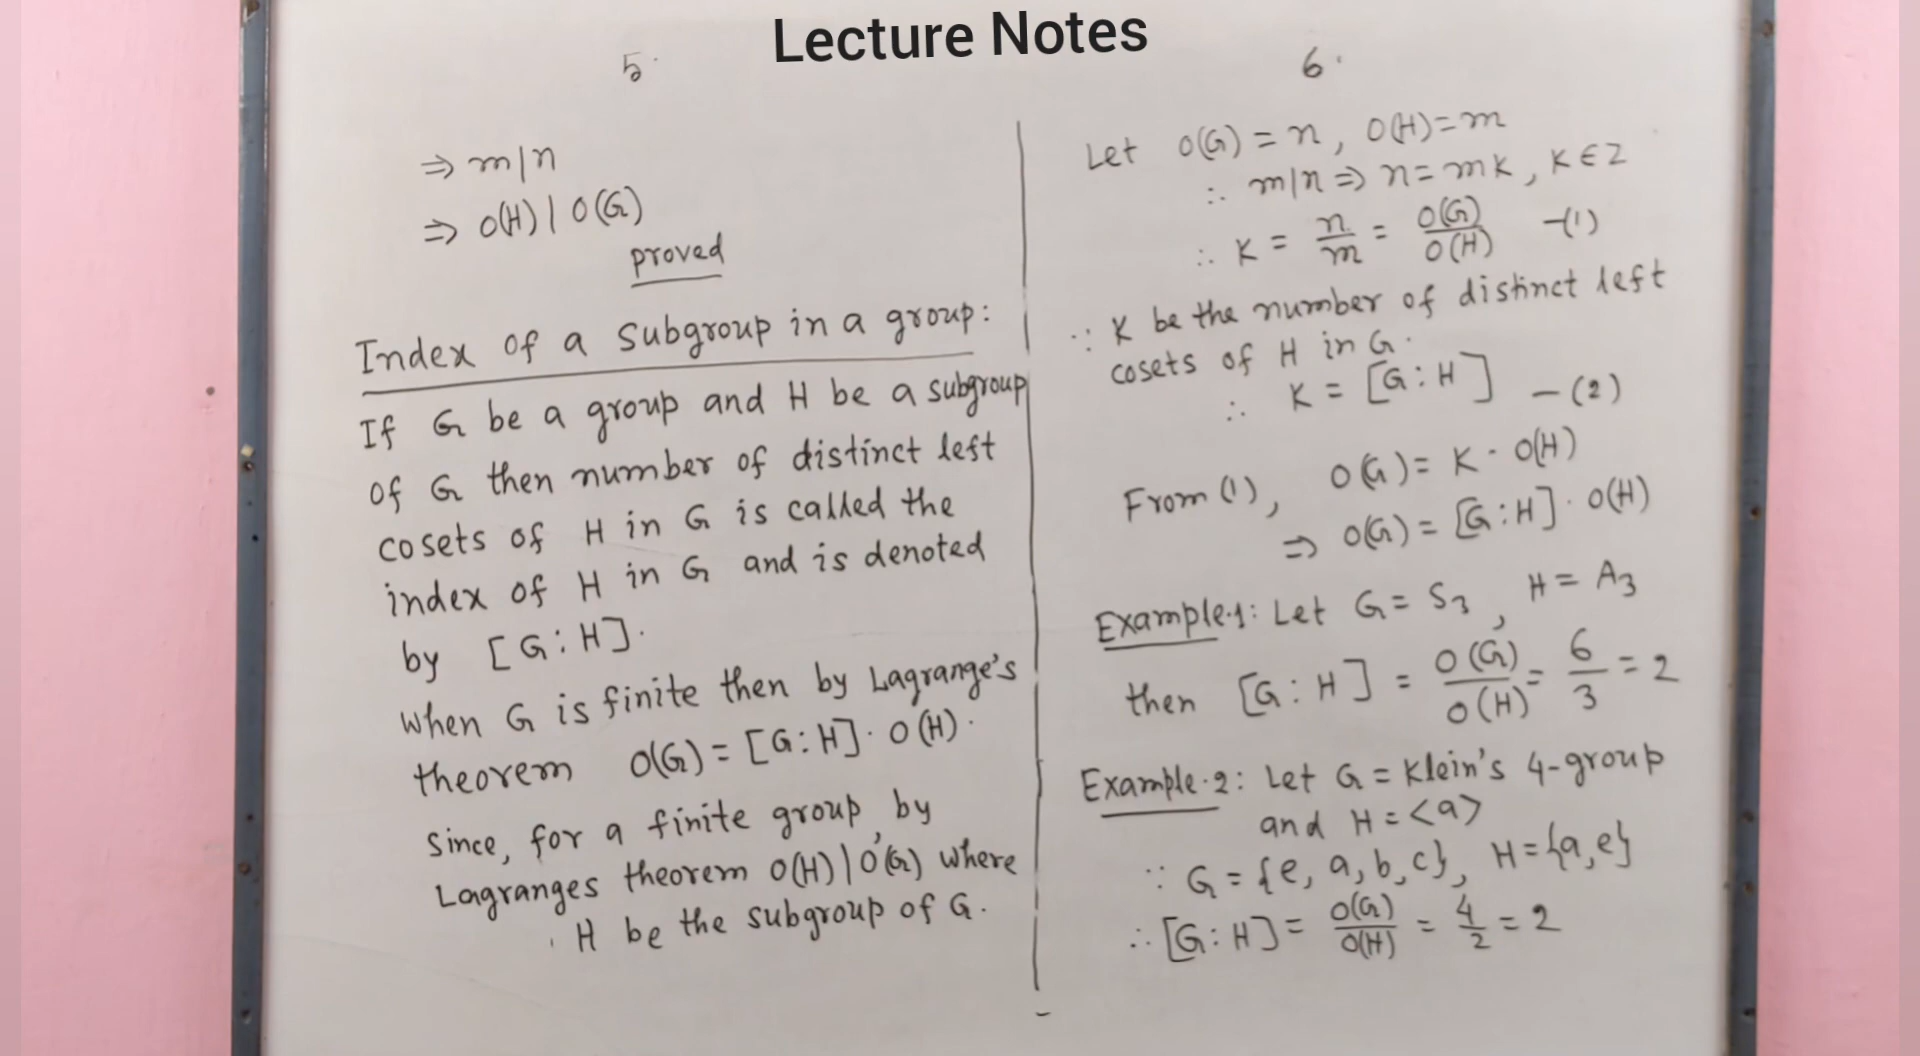 Lecture Notes
5.
⇒ m|n
⇒ O(H) | O(G)
proved
Index of a subgroup in a group:
If G be a group and H be a subgroup
of G then number of distinct left
cosets of H in G is called the
index of H in G and is denoted
by [G:H].
when G is finite then by Lagrange's
theorem O(G) = [G:H]. O(H).
since, for a finite group, by
Lagranges theorem O(H) | O(G) where
H be the subgroup of G.
6.
Let O(G) = n, O(H) = m
∴ m|n ⇒ n = mK, K ∈ Z
∴ K = n/m = O(G)/O(H) -(1)
∵ K be the number of distinct left
cosets of H in G.
∴ K = [G:H] -(2)
From (1), O(G) = K. O(H)
⇒ O(G) = [G:H]. O(H)
Example.1: Let G = S₃, H = A₃
then [G:H] = O(G)/O(H) = 6/3 = 2
Example.2: Let G = Klein's 4-group
and H = <a>
∵ G = {e, a, b, c}, H = {a, e}
∴ [G:H] = O(G)/O(H) = 4/2 = 2